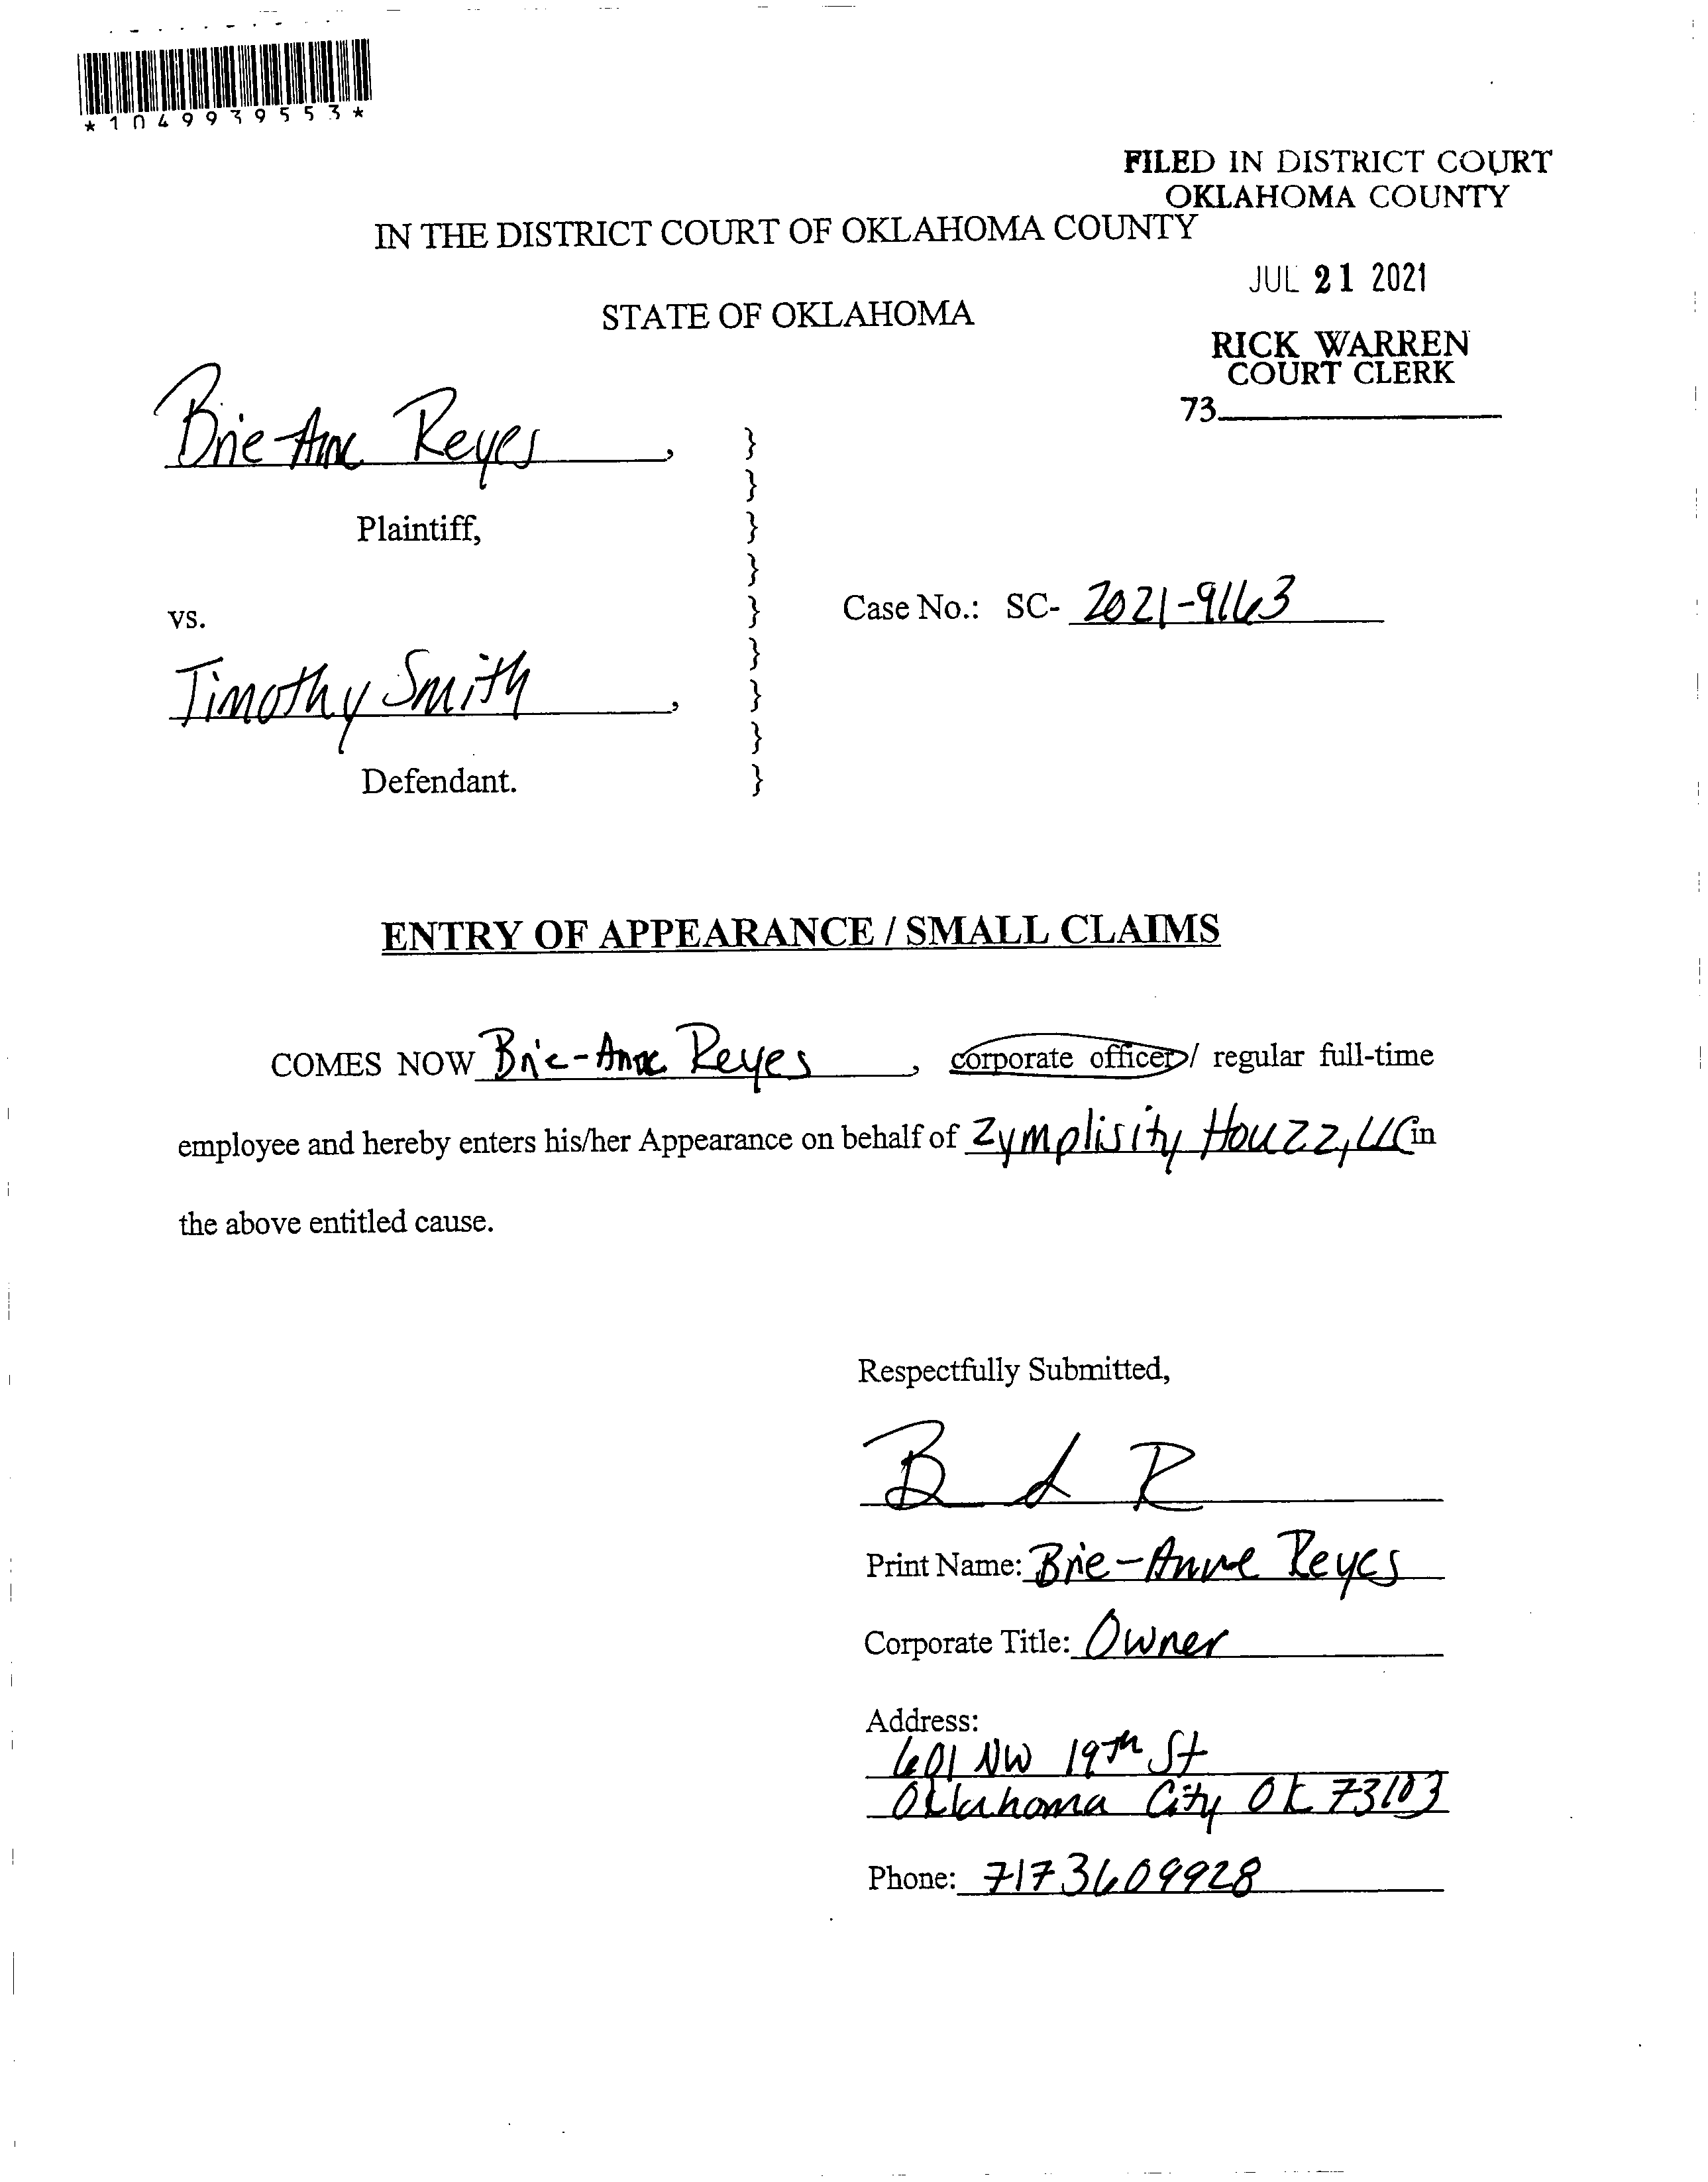 *1049939553*
FILED IN DISTRICT COURT
OKLAHOMA COUNTY
IN THE DISTRICT COURT OF OKLAHOMA COUNTY
JUL 21 2021
STATE OF OKLAHOMA
RICK WARREN
COURT CLERK
73
Brie-Anne Reyes,
Plaintiff,
vs.
Case No.: SC- 2021-9163
Timothy Smith,
Defendant.
}
}
}
}
}
}
}
}
}
ENTRY OF APPEARANCE / SMALL CLAIMS
COMES NOW Brie-Anne Reyes, corporate officer/ regular full-time
employee and hereby enters his/her Appearance on behalf of Zymplisity Houzz, LLC in
the above entitled cause.
Respectfully Submitted,
B A R
Print Name: Brie-Anne Reyes
Corporate Title: Owner
Address:
601 NW 19th St
Oklahoma City OK 73103
Phone: 7173609928